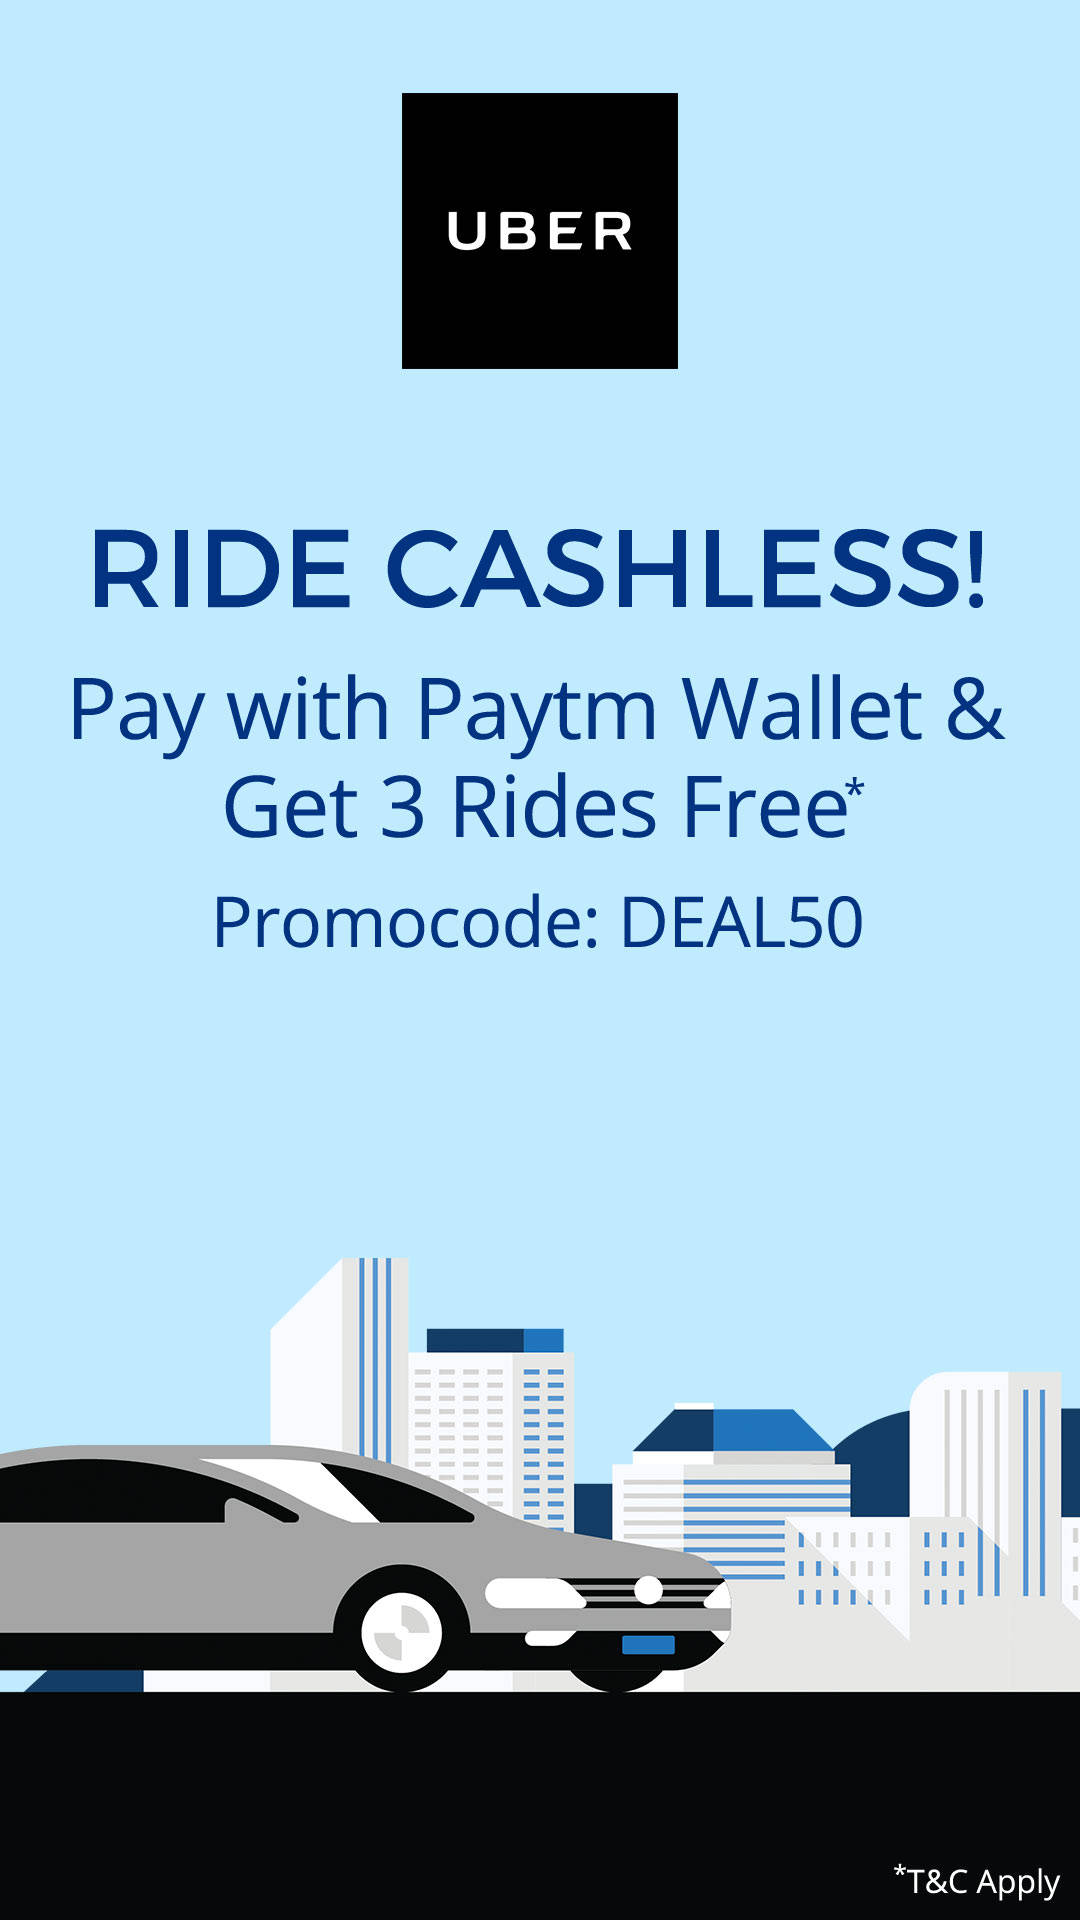 UBER
RIDE CASHLESS!
Pay with Paytm Wallet &
Get 3 Rides Free*
Promocode: DEAL50
*T&C Apply